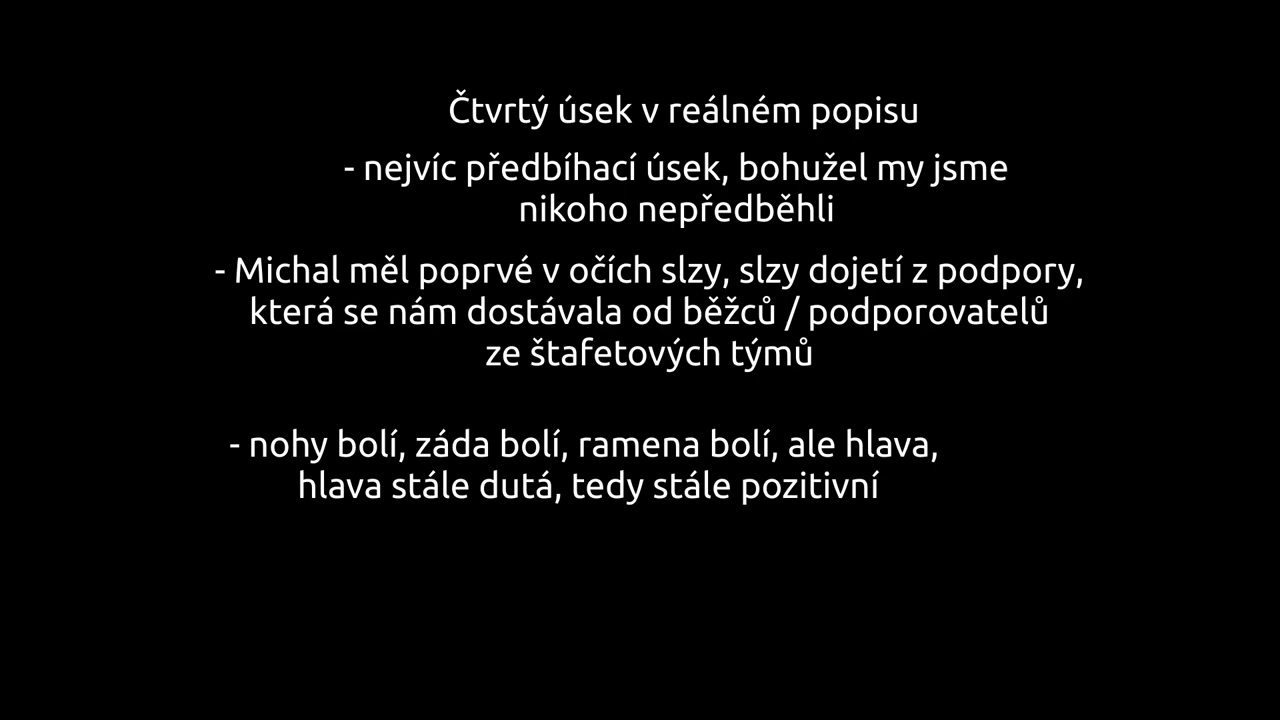 Čtvrtý úsek v reálném popisu
- nejvíc předbíhací úsek, bohužel my jsme
nikoho nepředběhli
- Michal měl poprvé v očích slzy, slzy dojetí z podpory,
která se nám dostávala od běžců / podporovatelů
ze štafetových týmů
- nohy bolí, záda bolí, ramena bolí, ale hlava,
hlava stále dutá, tedy stále pozitivní